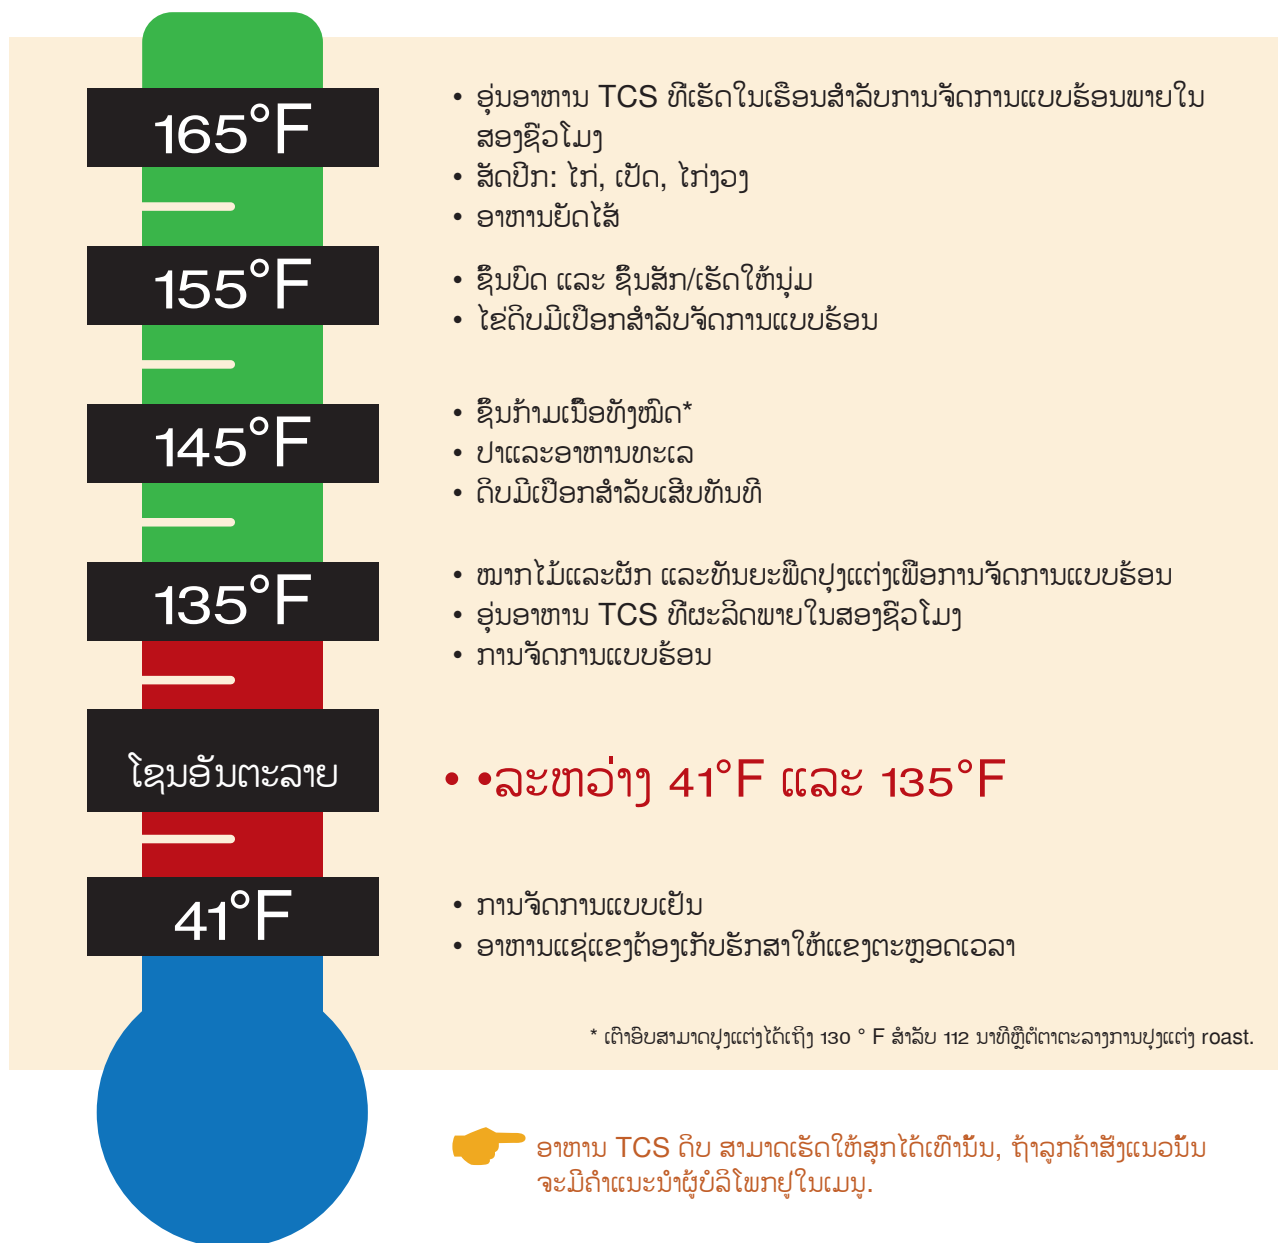 165°F
• ອຸ່ນອາຫານ TCS ທີ່ເຮັດໃນເຮືອນສໍາລັບການຈັດການແບບຮ້ອນພາຍໃນ
ສອງຊົ່ວໂມງ
• ສັດປີກ: ໄກ່, ເປັດ, ໄກ່ງວງ
• ອາຫານຍັດໄສ້
155°F
• ຊີ້ນບົດ ແລະ ຊີ້ນສັກ/ເຮັດໃຫ້ນຸ່ມ
• ໄຂ່ດິບມີເປືອກສໍາລັບຈັດການແບບຮ້ອນ
145°F
• ຊີ້ນກ້າມເນື້ອທັງໝົດ*
• ປາແລະອາຫານທະເລ
• ດິບມີເປືອກສໍາລັບເສີບທັນທີ
135°F
• ໝາກໄມ້ແລະຜັກ ແລະທັນຍະພືດປຸງແຕ່ງເພື່ອການຈັດການແບບຮ້ອນ
• ອຸ່ນອາຫານ TCS ທີ່ຜະລິດພາຍໃນສອງຊົ່ວໂມງ
• ການຈັດການແບບຮ້ອນ
ໂຊນອັນຕະລາຍ
• •ລະຫວ່າງ 41°F ແລະ 135°F
41°F
• ການຈັດການແບບເຢັນ
• ອາຫານແຊ່ແຂງຕ້ອງເກັບຮັກສາໃຫ້ແຂງຕະຫຼອດເວລາ
* ເຕົາອົບສາມາດປຸງແຕ່ງໄດ້ເຖິງ 130 ° F ສໍາລັບ 112 ນາທີຫຼືຕໍ່ຕາຕະລາງການປຸງແຕ່ງ roast.
ອາຫານ TCS ດິບ ສາມາດເຮັດໃຫ້ສຸກໄດ້ເທົ່ານັ້ນ, ຖ້າລູກຄ້າສັ່ງແນວນັ້ນ
ຈະມີຄໍາແນະນໍາຜູ້ບໍລິໂພກຢູ່ໃນເມນູ.